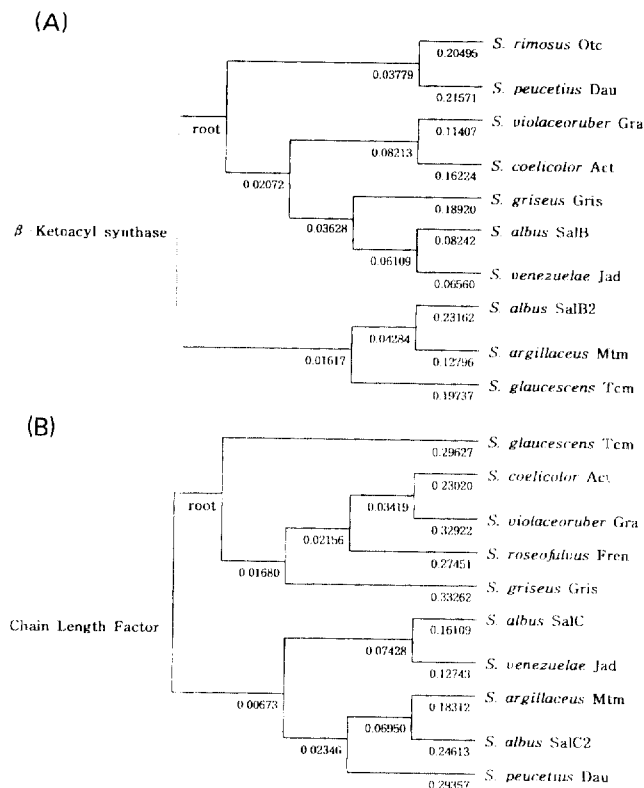 (A)
S. rimosus Otc
0.20495
0.03779
S. peucetius Dau
0.21571
S. violaceoruber Gra
root
0.11407
0.08213
S. coelicolor Act
0.02072
0.16224
S. griseus Gris
0.18920
0.03628
S. albus SalB
β-Ketoacyl synthase
0.08242
0.06109
S. venezuelae Jad
0.06560
S. albus SalB2
0.23162
0.04284
S. argillaceus Mtm
0.01617
0.12796
S. glaucescens Tcm
0.19737
(B)
S. glaucescens Tcm
0.29627
S. coelicolor Act
root
0.23020
0.03419
S. violaceoruber Gra
0.02156
0.32922
S. roseofulvus Fren
0.27451
0.01680
S. griseus Gris
0.33262
Chain Length Factor
S. albus SalC
0.16109
0.07428
S. venezuelae Jad
0.12743
S. argillaceus Mtm
0.00673
0.18312
0.06950
S. albus SalC2
0.02346
0.24613
S. peucetius Dau
0.29357